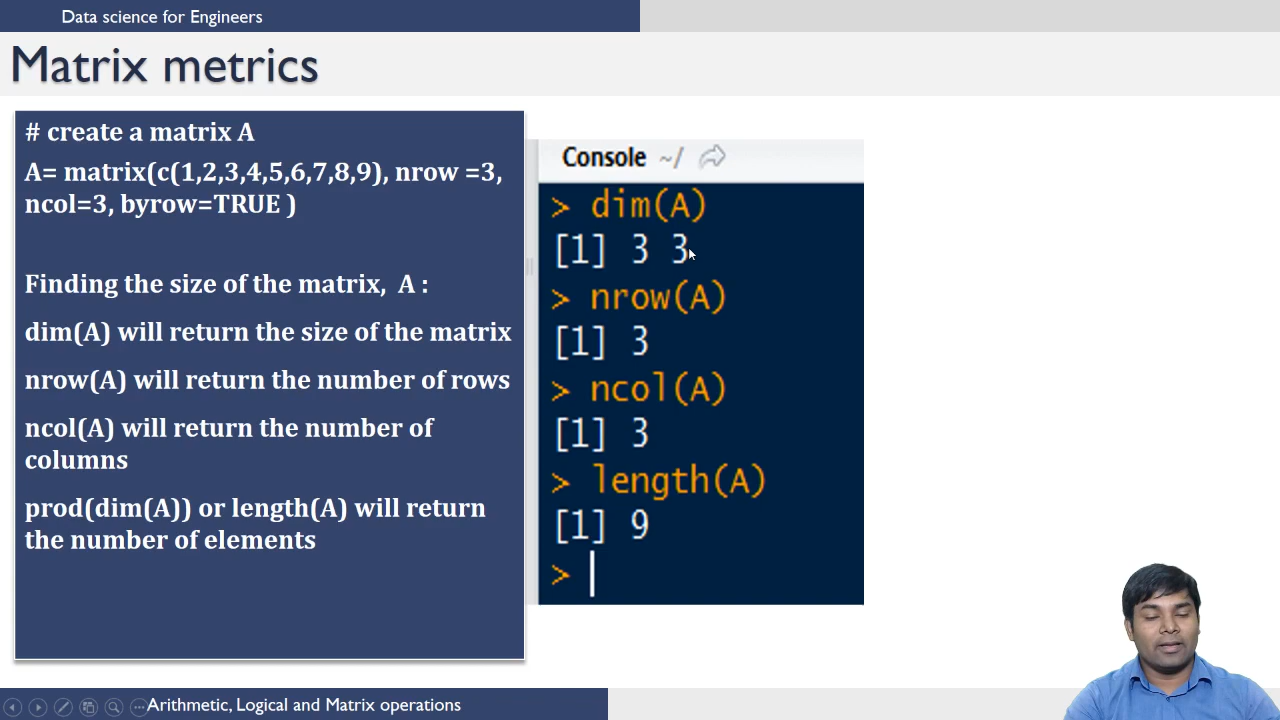 Data science for Engineers
Matrix metrics
# create a matrix A
A= matrix(c(1,2,3,4,5,6,7,8,9), nrow =3,
ncol=3, byrow=TRUE )
Finding the size of the matrix,  A :
dim(A) will return the size of the matrix
nrow(A) will return the number of rows
ncol(A) will return the number of
columns
prod(dim(A)) or length(A) will return
the number of elements
Console ~/
> dim(A)
[1] 3 3
> nrow(A)
[1] 3
> ncol(A)
[1] 3
> length(A)
[1] 9
>
Arithmetic, Logical and Matrix operations